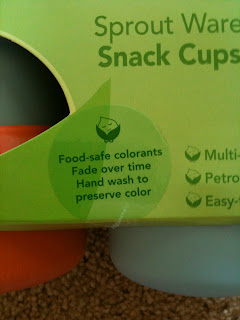 Sprout Ware
Snack Cups
Food-safe colorants
Fade over time
Hand wash to
preserve color
Multi-
Petro
Easy-